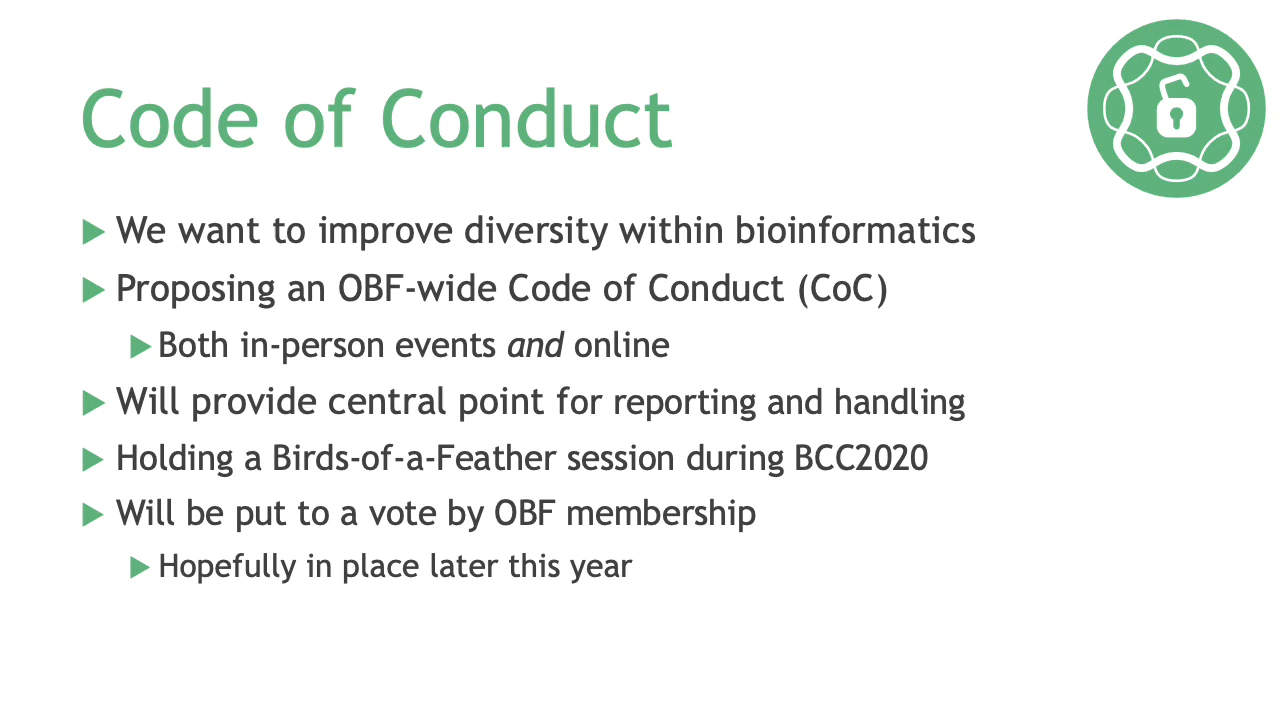 Code of Conduct
We want to improve diversity within bioinformatics
Proposing an OBF-wide Code of Conduct (CoC)
Both in-person events and online
Will provide central point for reporting and handling
Holding a Birds-of-a-Feather session during BCC2020
Will be put to a vote by OBF membership
Hopefully in place later this year